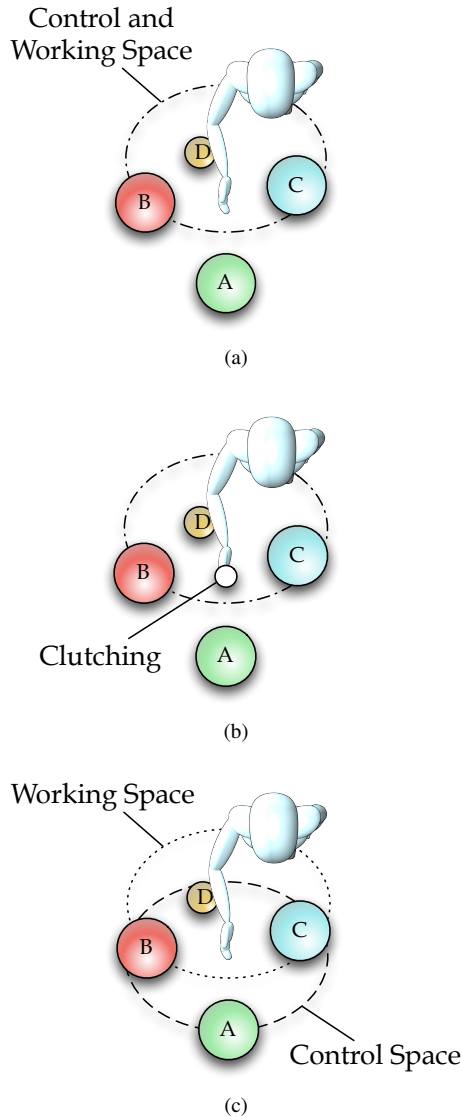 Control and
Working Space
D
B
C
A
(a)
D
B
C
Clutching
A
(b)
Working Space
D
B
C
A
Control Space
(c)